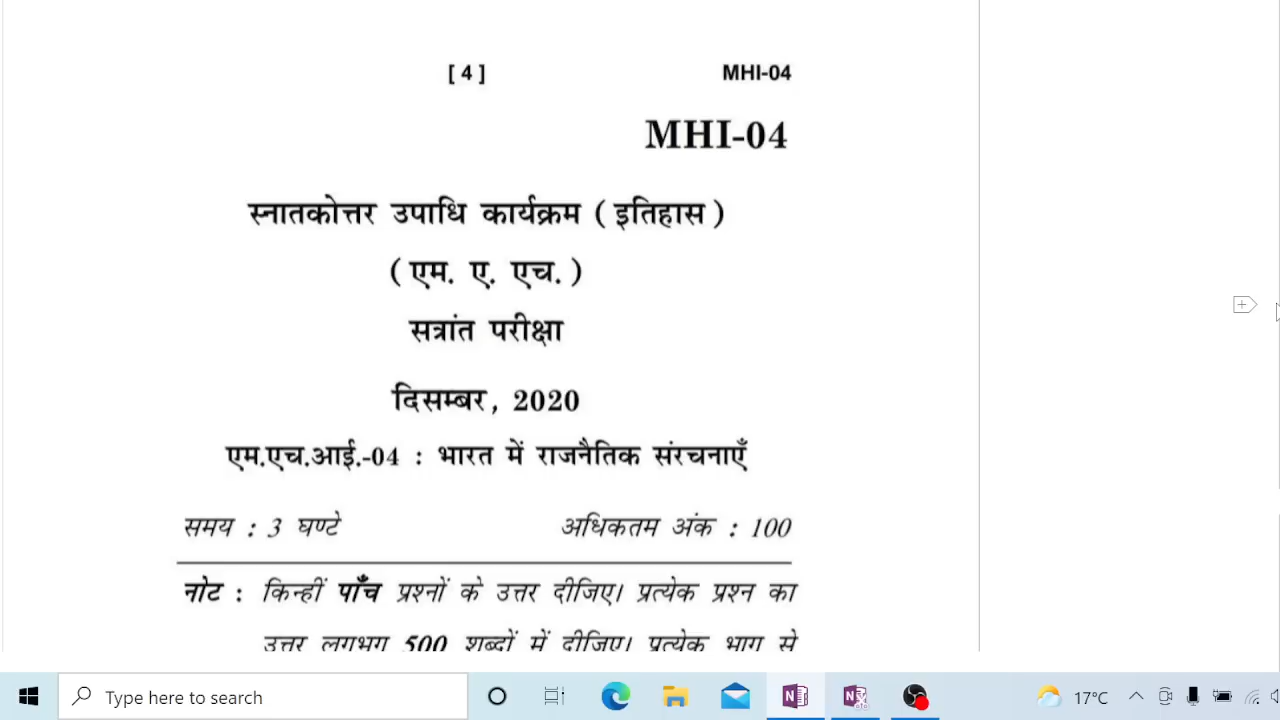 [ 4 ] MHI-04
MHI-04
स्नातकोत्तर उपाधि कार्यक्रम ( इतिहास )
( एम. ए. एच. )
सत्रांत परीक्षा
दिसम्बर, 2020
एम.एच.आई.-04 : भारत में राजनैतिक संरचनाएँ
समय : 3 घण्टे अधिकतम अंक : 100
नोट : किन्हीं पाँच प्रश्नों के उत्तर दीजिए। प्रत्येक प्रश्न का
उत्तर लगभग 500 शब्दों में दीजिए। प्रत्येक भाग से
Type here to search
17°C